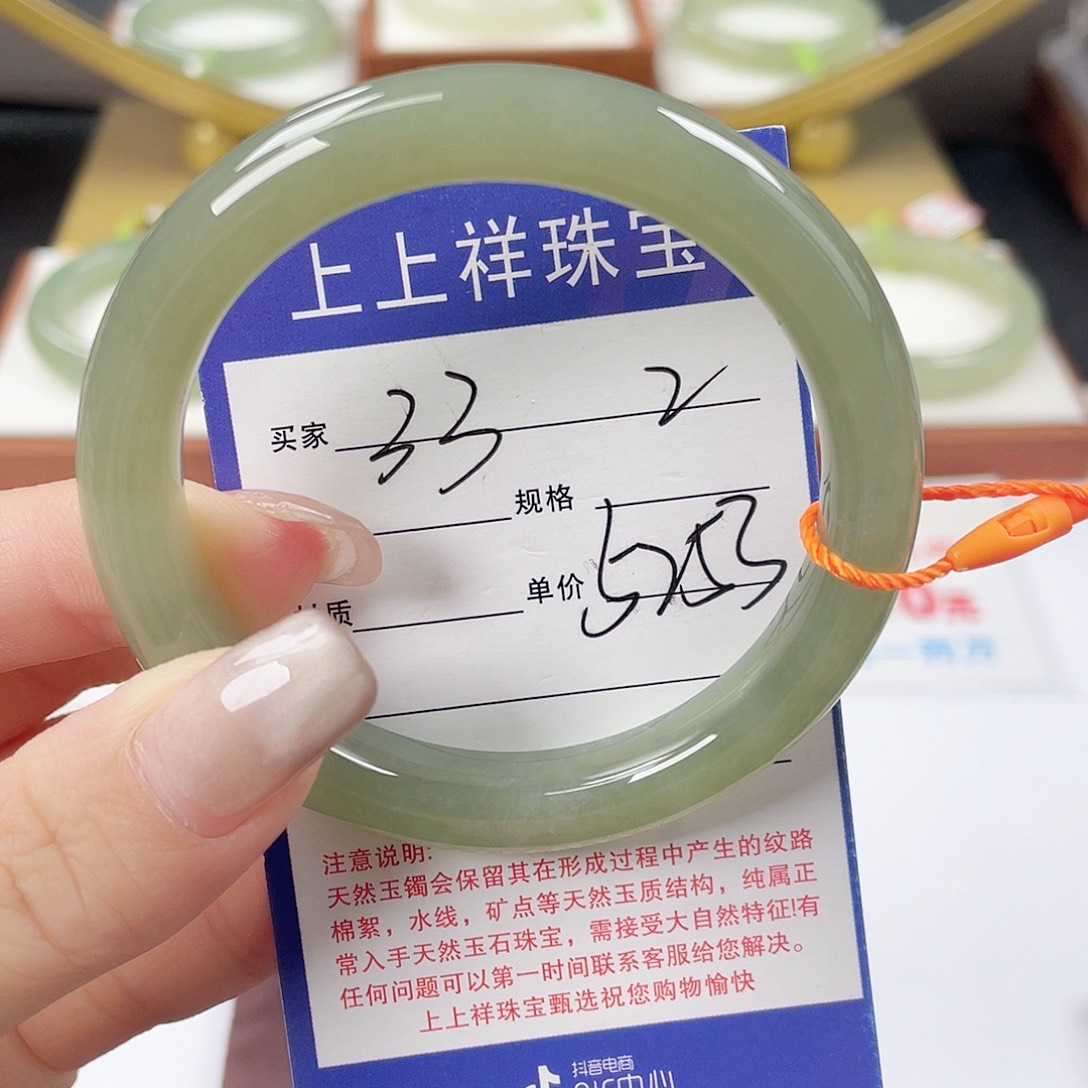 上上祥珠宝
买家 33 2
规格
单价
质
注意说明:
天然玉镯会保留其在形成过程中产生的纹路
棉絮，水线，矿点等天然玉质结构，纯属正
常入手天然玉石珠宝，需接受大自然特征!有
任何问题可以第一时间联系客服给您解决。
上上祥珠宝甄选祝您购物愉快
抖音电商